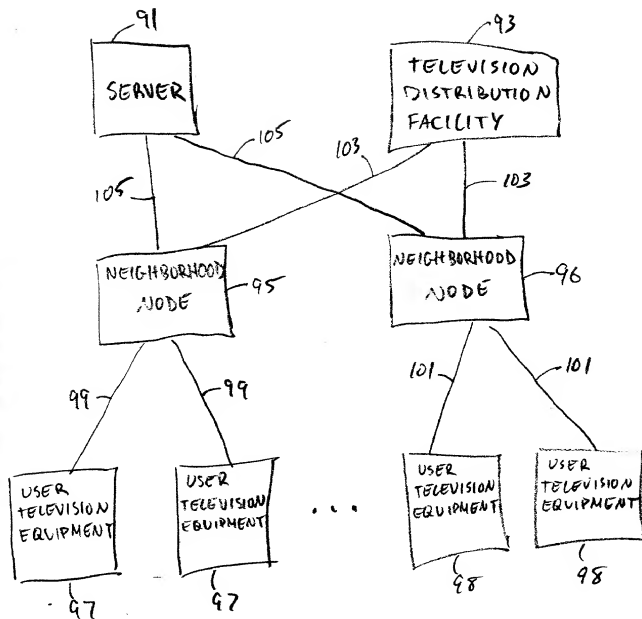 91
93
SERVER
TELEVISION
DISTRIBUTION
FACILITY
105
103
105
103
NEIGHBORHOOD
NODE
95
NEIGHBORHOOD
NODE
96
99
99
101
101
USER
TELEVISION
EQUIPMENT
USER
TELEVISION
EQUIPMENT
...
USER
TELEVISION
EQUIPMENT
USER
TELEVISION
EQUIPMENT
97
97
98
98